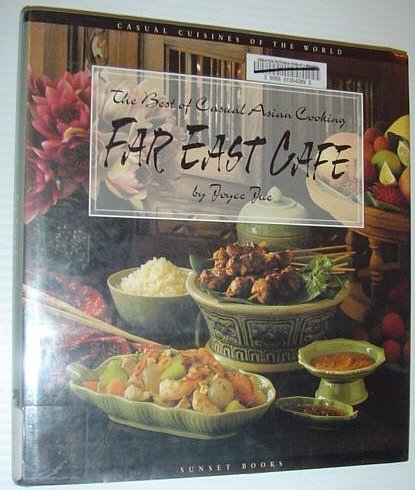 CASUAL CUISINES OF THE WORLD
The Best of Casual Asian Cooking
FAR EAST CAFE
by Joyce Jue
SUNSET BOOKS